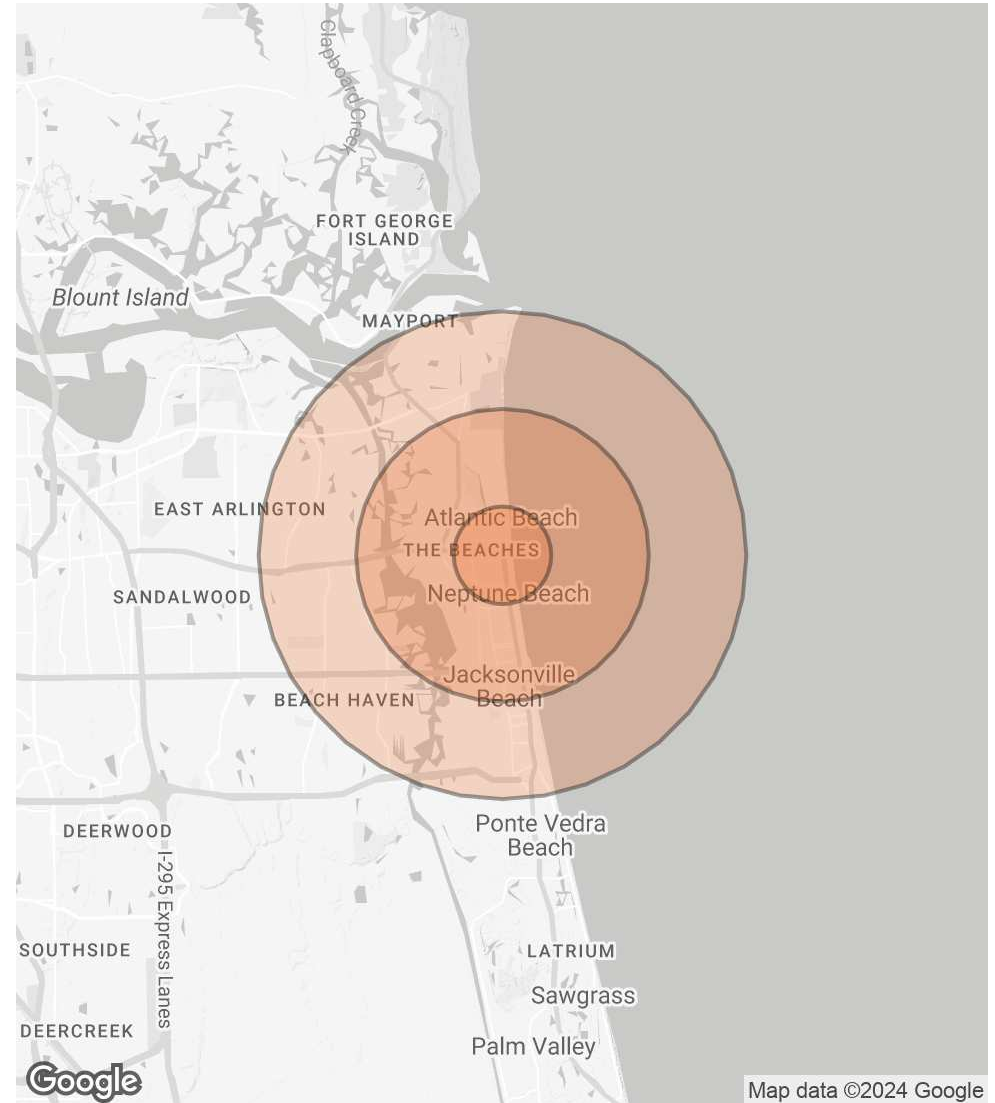 Clapboard Creek
FORT GEORGE
ISLAND
Blount Island
MAYPORT
EAST ARLINGTON
Atlantic Beach
THE BEACHES
SANDALWOOD
Neptune Beach
Jacksonville
Beach
BEACH HAVEN
Ponte Vedra
Beach
DEERWOOD
I-295 Express Lanes
SOUTHSIDE
LATRIUM
Sawgrass
DEERCREEK
Palm Valley
Google
Map data ©2024 Google